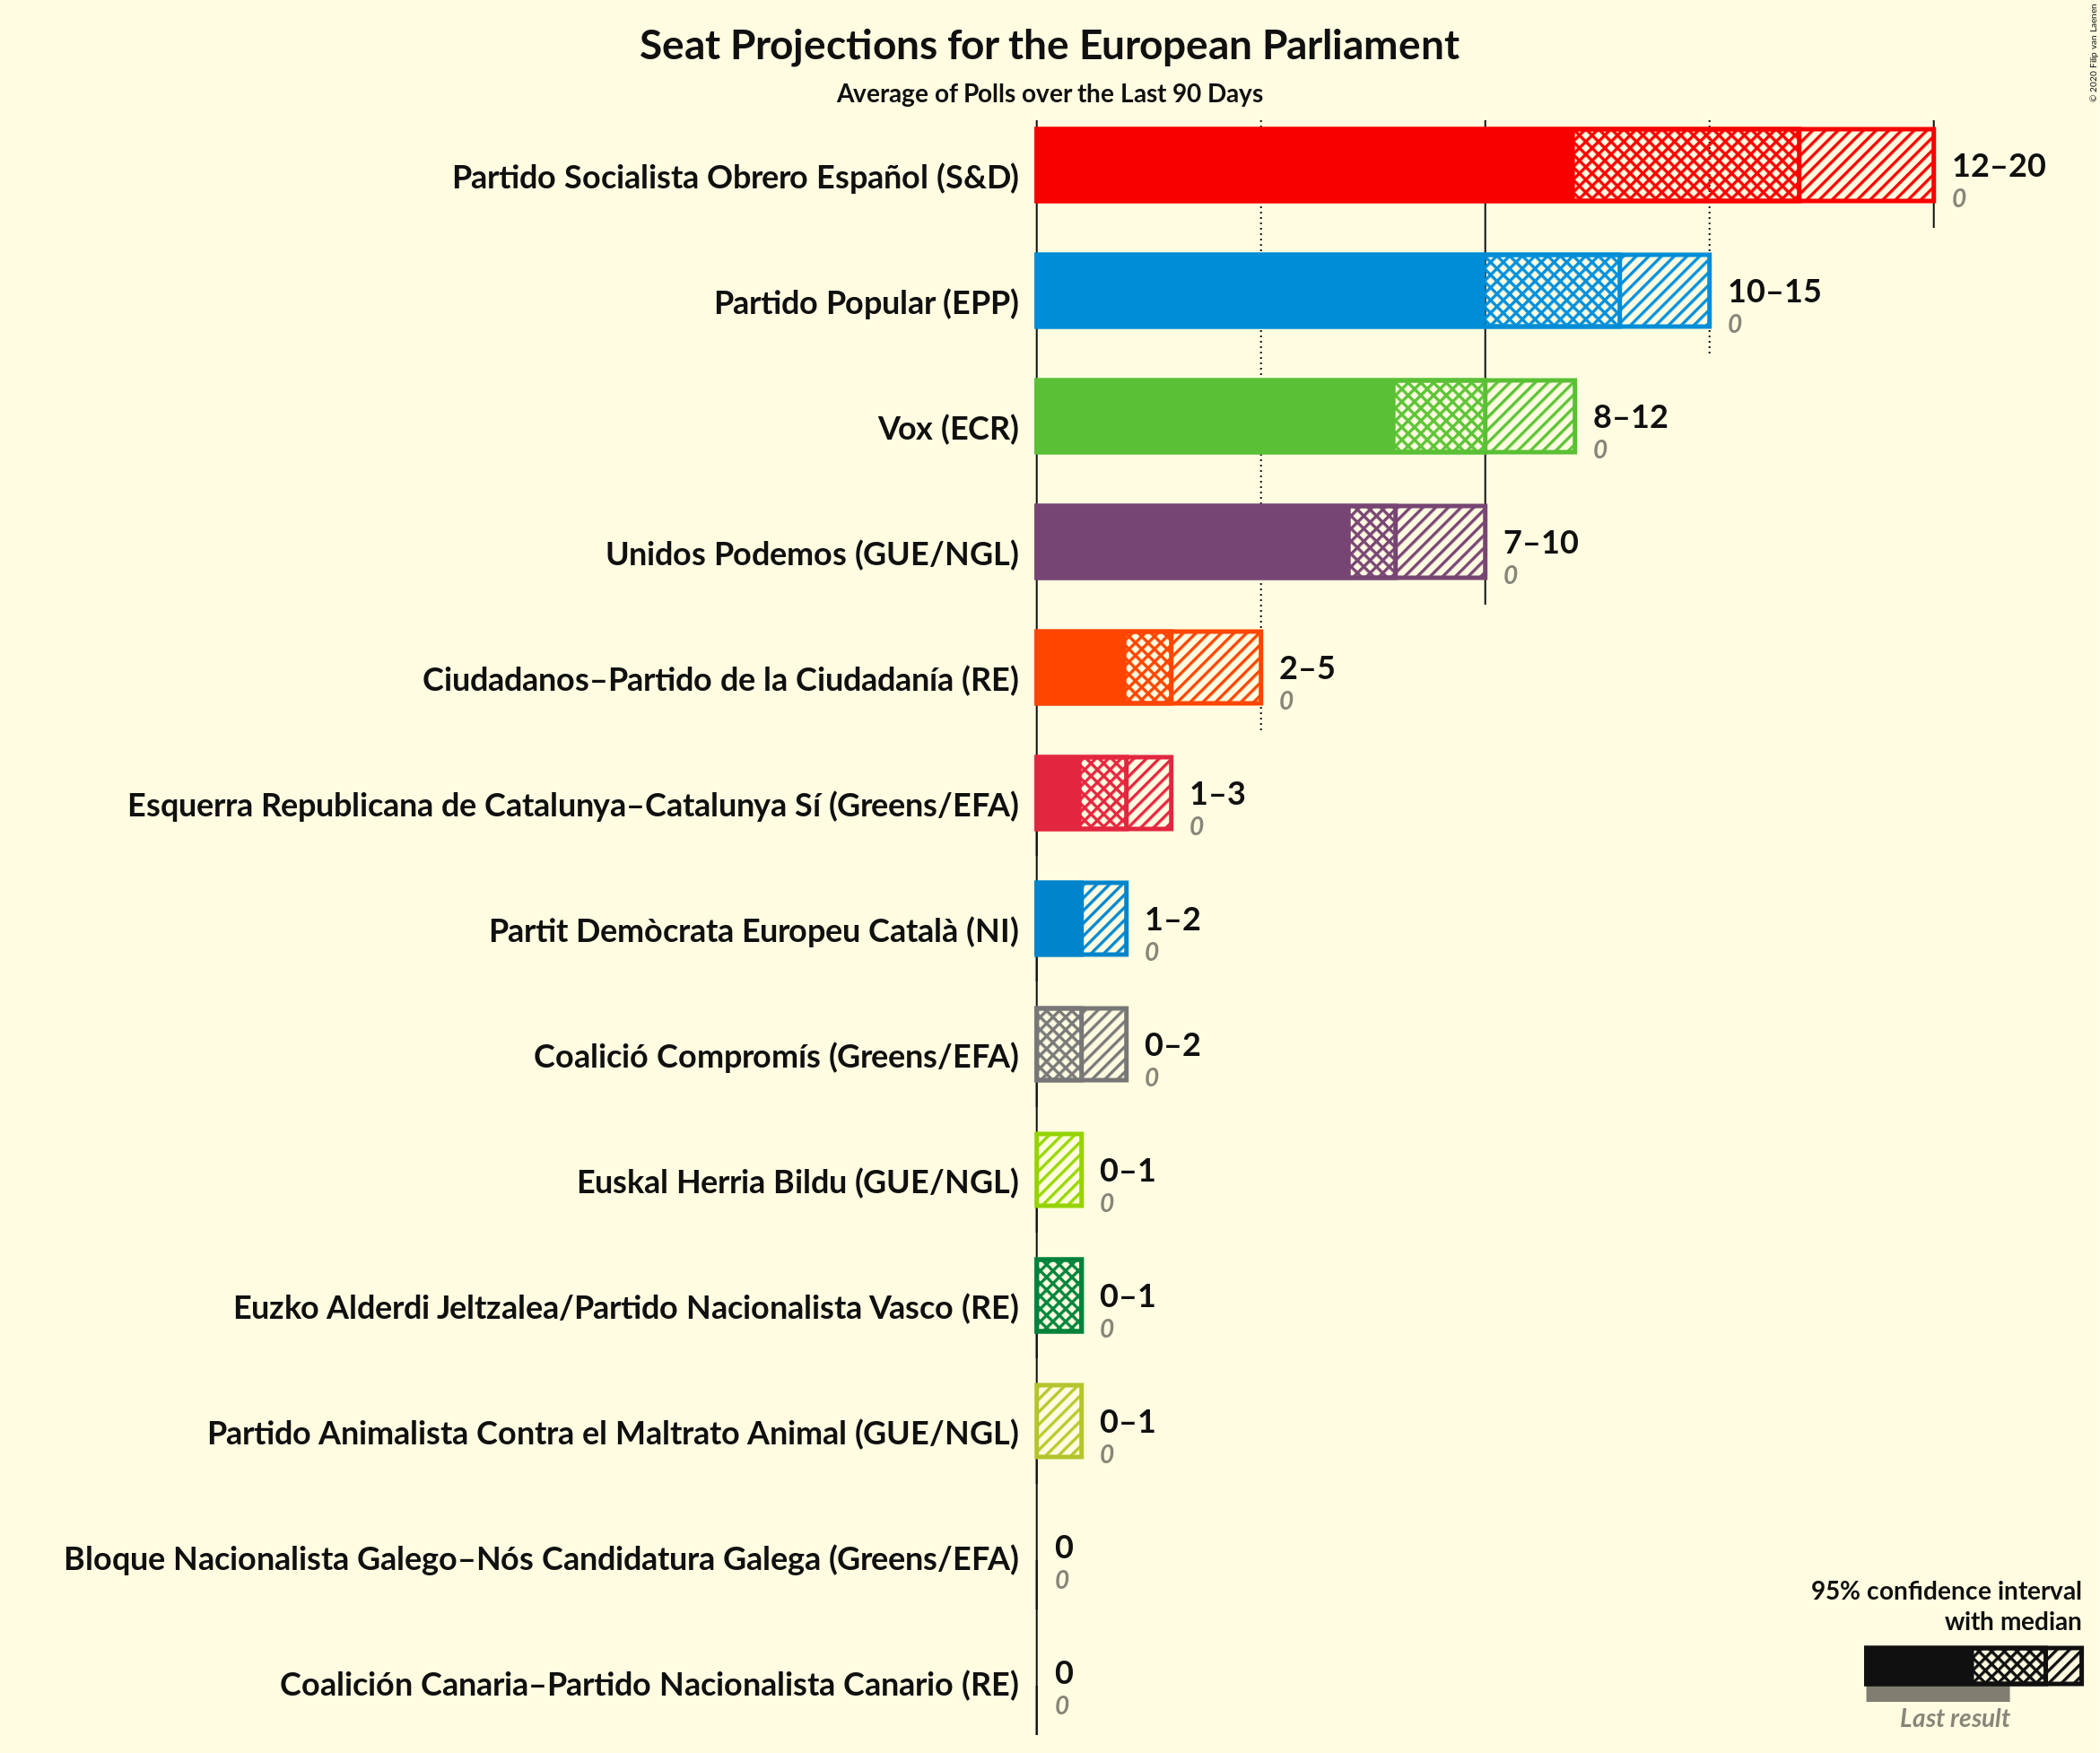 © 2020 Filip van Laenen
Seat Projections for the European Parliament
Average of Polls over the Last 90 Days
Partido Socialista Obrero Español (S&D)
12–20
0
Partido Popular (EPP)
10–15
0
Vox (ECR)
8–12
0
Unidos Podemos (GUE/NGL)
7–10
0
Ciudadanos–Partido de la Ciudadanía (RE)
2–5
0
Esquerra Republicana de Catalunya–Catalunya Sí (Greens/EFA)
1–3
0
Partit Demòcrata Europeu Català (NI)
1–2
0
Coalició Compromís (Greens/EFA)
0–2
0
Euskal Herria Bildu (GUE/NGL)
0–1
0
Euzko Alderdi Jeltzalea/Partido Nacionalista Vasco (RE)
0–1
0
Partido Animalista Contra el Maltrato Animal (GUE/NGL)
0–1
0
Bloque Nacionalista Galego–Nós Candidatura Galega (Greens/EFA)
0
0
Coalición Canaria–Partido Nacionalista Canario (RE)
0
0
95% confidence interval
with median
Last result